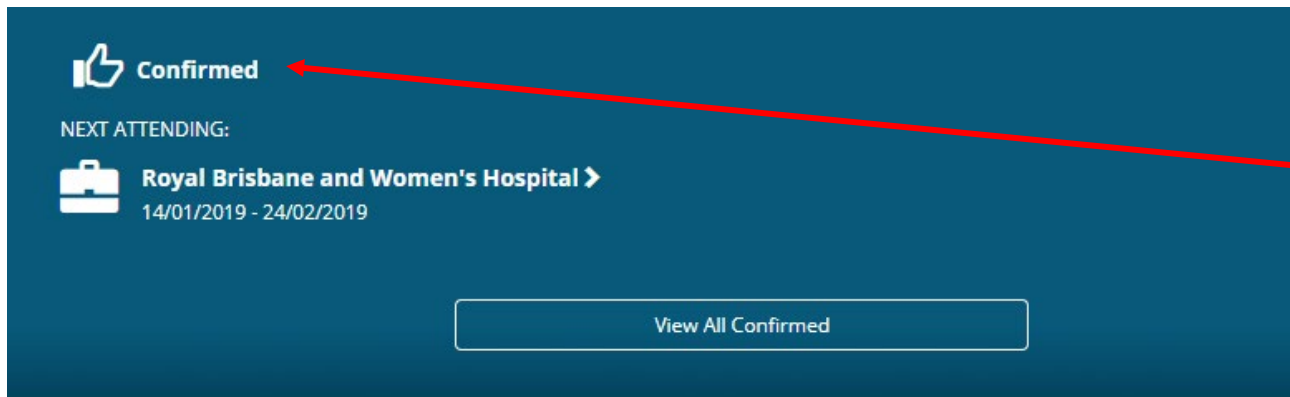 Confirmed
NEXT ATTENDING:
Royal Brisbane and Women's Hospital
14/01/2019 - 24/02/2019
View All Confirmed